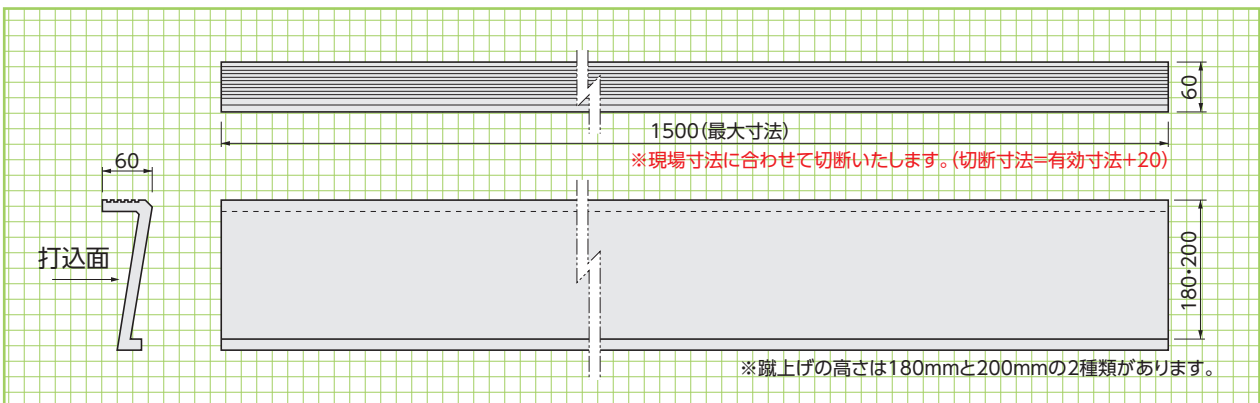 60
1500(最大寸法)
※現場寸法に合わせて切断いたします。(切断寸法=有効寸法+20)
60
打込面
180・200
※蹴上げの高さは180mmと200mmの2種類があります。